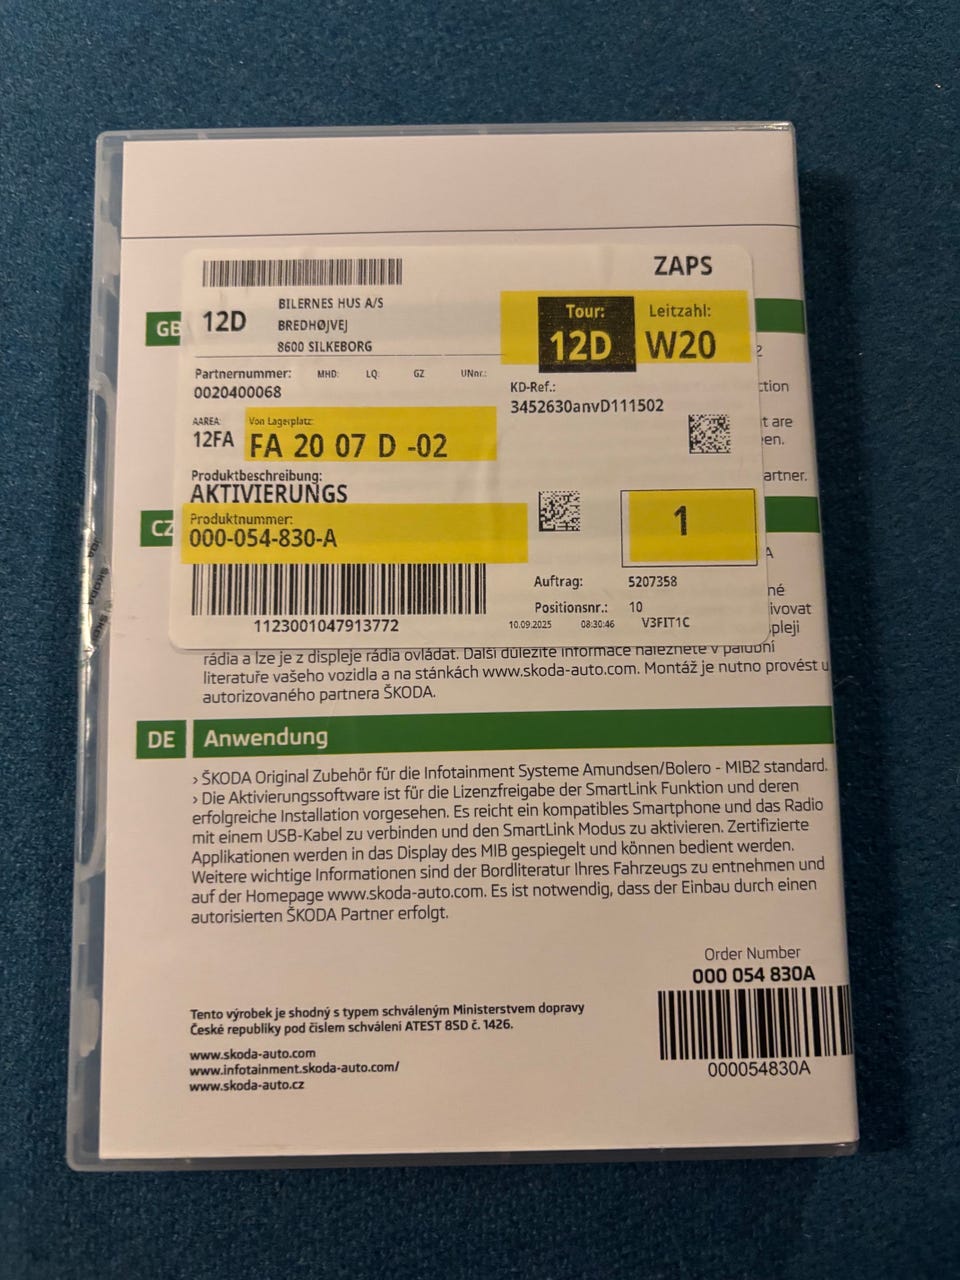 ZAPS
12D
BILERNES HUS A/S
BREDHØJVEJ
8600 SILKEBORG
Tour:
12D
Leitzahl:
W20
Partnernummer:
MHD:
LQ:
GZ
UNnr.:
0020400068
KD-Ref.:
3452630anvD111502
AAREA:
12FA
Von Lagerplatz:
FA 20 07 D -02
Produktbeschreibung:
AKTIVIERUNGS
Produktnummer:
000-054-830-A
1
1123001047913772
Auftrag:
5207358
Positionsnr.:
10
10.09.2025
08:30:46
V3FIT1C
GB
2
ction
t are
en.
artner.
CZ
A
né
ivovat
spleji
rádia a lze je z displeje rádia ovládat. Další důležité informace naleznete v palubní
literatuře vašeho vozidla a na stánkách www.skoda-auto.com. Montáž je nutno provést u
autorizovaného partnera ŠKODA.
DE Anwendung
› ŠKODA Original Zubehör für die Infotainment Systeme Amundsen/Bolero - MIB2 standard.
› Die Aktivierungssoftware ist für die Lizenzfreigabe der SmartLink Funktion und deren
erfolgreiche Installation vorgesehen. Es reicht ein kompatibles Smartphone und das Radio
mit einem USB-Kabel zu verbinden und den SmartLink Modus zu aktivieren. Zertifizierte
Applikationen werden in das Display des MIB gespiegelt und können bedient werden.
Weitere wichtige Informationen sind der Bordliteratur Ihres Fahrzeugs zu entnehmen und
auf der Homepage www.skoda-auto.com. Es ist notwendig, dass der Einbau durch einen
autorisierten ŠKODA Partner erfolgt.
Order Number
000 054 830A
000054830A
Tento výrobek je shodný s typem schváleným Ministerstvem dopravy
České republiky pod číslem schválení ATEST 8SD č. 1426.
www.skoda-auto.com
www.infotainment.skoda-auto.com/
www.skoda-auto.cz